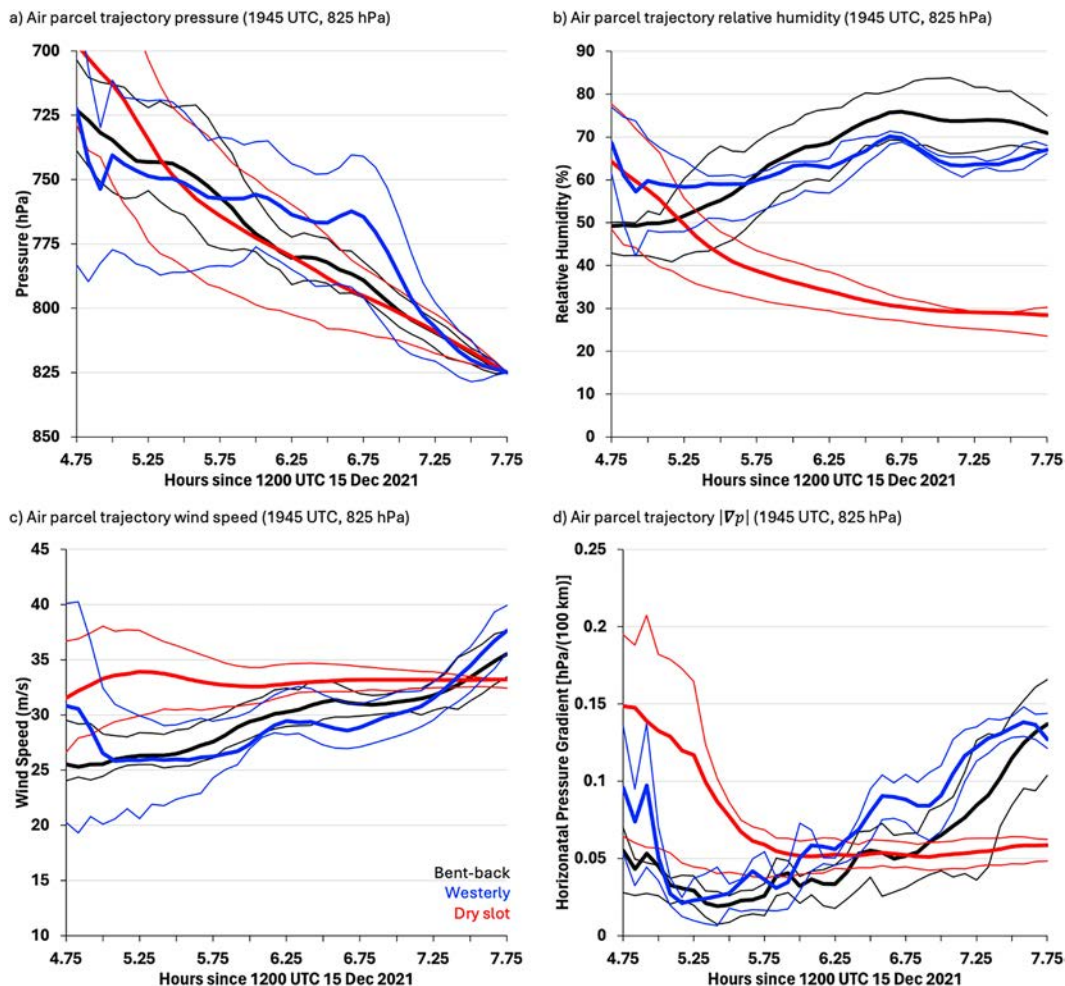 a) Air parcel trajectory pressure (1945 UTC, 825 hPa)
700
725
750
775
800
825
850
Pressure (hPa)
4.75 5.25 5.75 6.25 6.75 7.25 7.75
Hours since 1200 UTC 15 Dec 2021
b) Air parcel trajectory relative humidity (1945 UTC, 825 hPa)
90
80
70
60
50
40
30
20
10
0
Relative Humidity (%)
4.75 5.25 5.75 6.25 6.75 7.25 7.75
Hours since 1200 UTC 15 Dec 2021
c) Air parcel trajectory wind speed (1945 UTC, 825 hPa)
45
40
35
30
25
20
15
10
Wind Speed (m/s)
Bent-back
Westerly
Dry slot
4.75 5.25 5.75 6.25 6.75 7.25 7.75
Hours since 1200 UTC 15 Dec 2021
d) Air parcel trajectory |∇p| (1945 UTC, 825 hPa)
0.25
0.2
0.15
0.1
0.05
0
Horizonatal Pressure Gradient [hPa/(100 km)]
4.75 5.25 5.75 6.25 6.75 7.25 7.75
Hours since 1200 UTC 15 Dec 2021